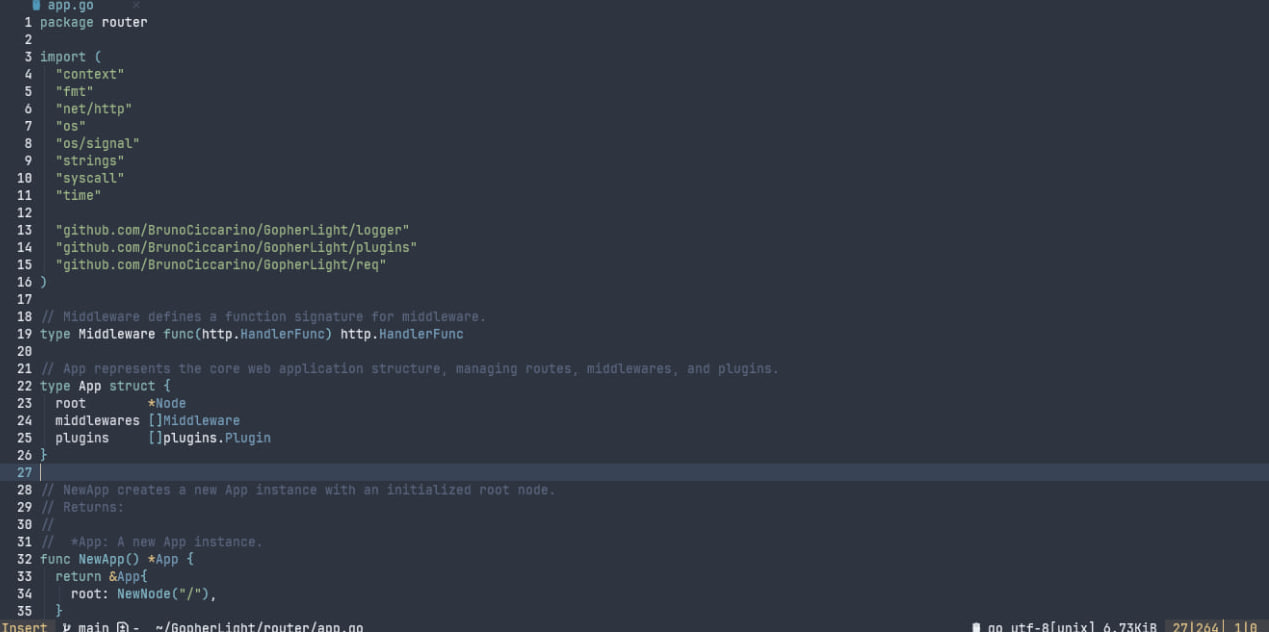 app.go ×
1 package router
2
3 import (
4 "context"
5 "fmt"
6 "net/http"
7 "os"
8 "os/signal"
9 "strings"
10 "syscall"
11 "time"
12
13 "github.com/BrunoCiccarino/GopherLight/logger"
14 "github.com/BrunoCiccarino/GopherLight/plugins"
15 "github.com/BrunoCiccarino/GopherLight/req"
16 )
17
18 // Middleware defines a function signature for middleware.
19 type Middleware func(http.HandlerFunc) http.HandlerFunc
20
21 // App represents the core web application structure, managing routes, middlewares, and plugins.
22 type App struct {
23 root *Node
24 middlewares []Middleware
25 plugins []plugins.Plugin
26 }
27
28 // NewApp creates a new App instance with an initialized root node.
29 // Returns:
30 //
31 // *App: A new App instance.
32 func NewApp() *App {
33 return &App{
34 root: NewNode("/"),
35 }
Insert main - ~/GopherLight/router/app.go go utf-8[unix] 6.73KiB 27|264| 1|0